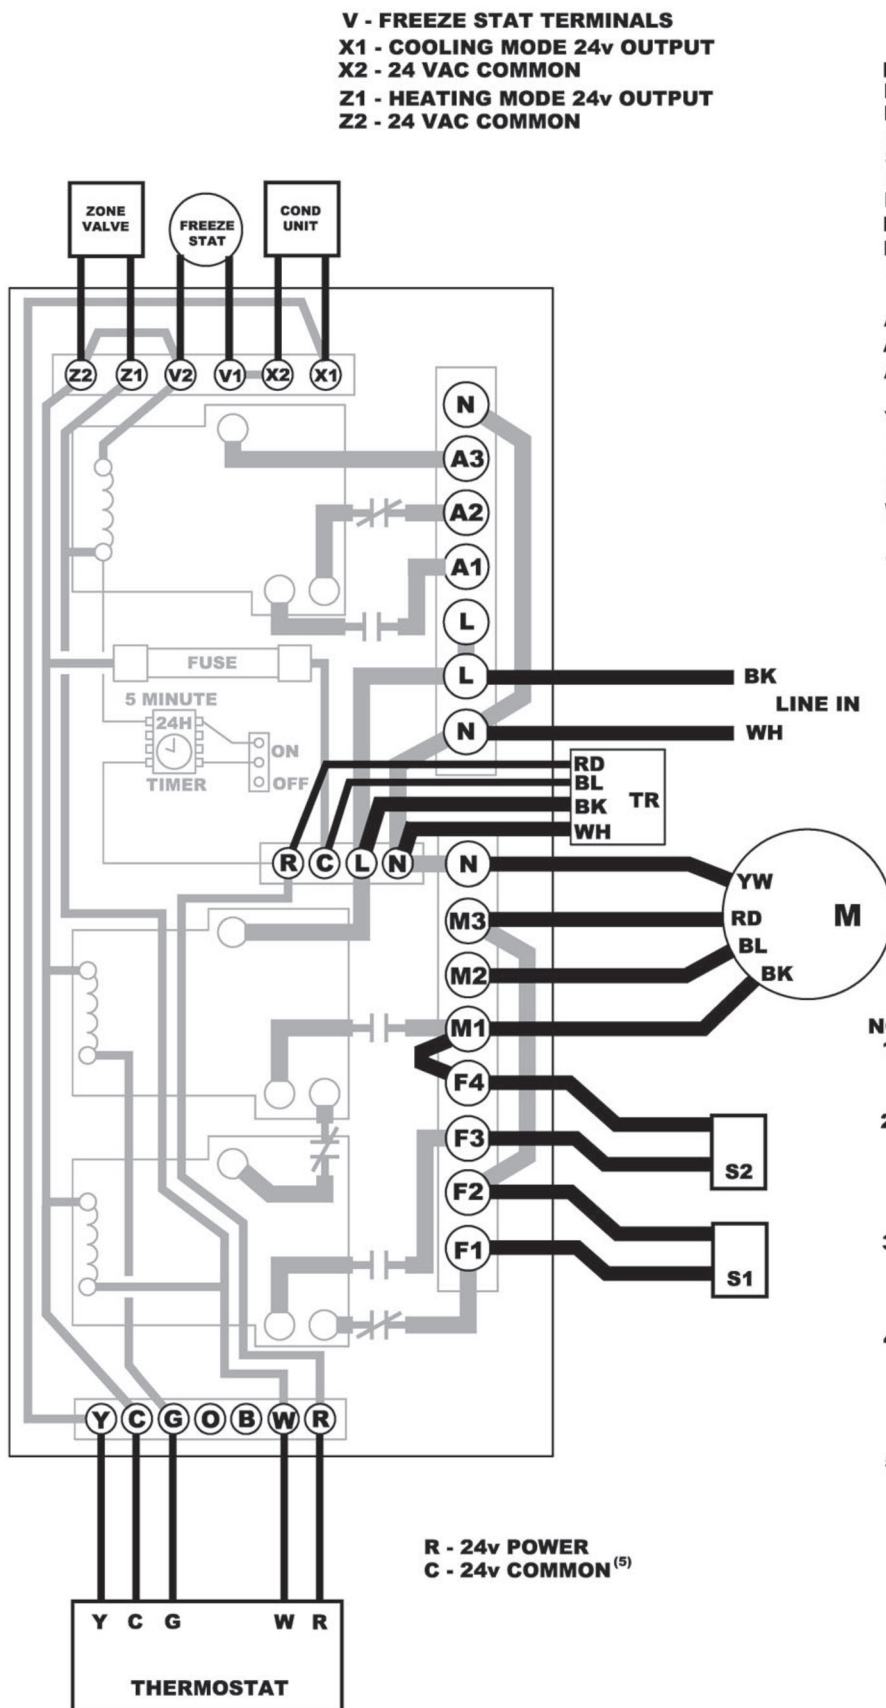 V - FREEZE STAT TERMINALS
X1 - COOLING MODE 24v OUTPUT
X2 - 24 VAC COMMON
Z1 - HEATING MODE 24v OUTPUT
Z2 - 24 VAC COMMON
ZONE
VALVE
FREEZE
STAT
COND
UNIT
Z2 Z1 V2 V1 X2 X1
N
A3
A2
A1
L
L
BK
LINE IN
N
WH
FUSE
5 MINUTE
24H
TIMER
ON
OFF
RD
BL
BK
WH
TR
R C L N
N
M3
M2
M1
F4
F3
F2
F1
YW
RD
BL
BK
M
S2
S1
Y C G O B W R
R - 24v POWER
C - 24v COMMON (5)
Y C G W R
THERMOSTAT